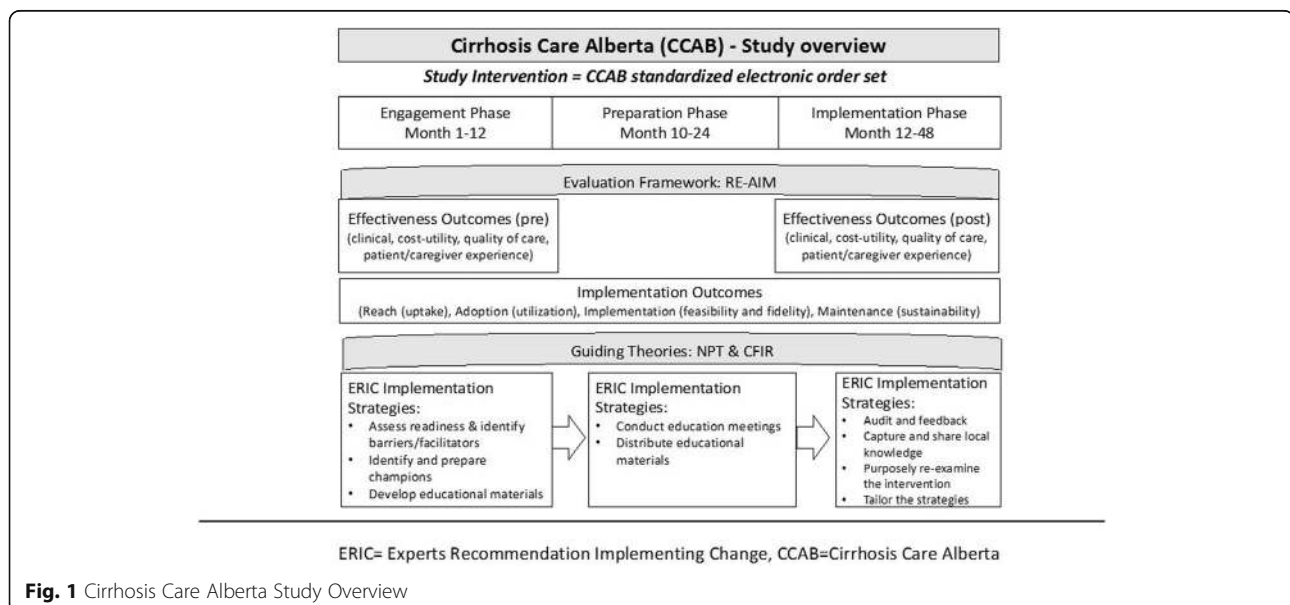 Cirrhosis Care Alberta (CCAB) - Study overview
Study Intervention = CCAB standardized electronic order set
Engagement Phase
Month 1-12
Preparation Phase
Month 10-24
Implementation Phase
Month 12-48
Evaluation Framework: RE-AIM
Effectiveness Outcomes (pre)
(clinical, cost-utility, quality of care,
patient/caregiver experience)
Effectiveness Outcomes (post)
(clinical, cost-utility, quality of care,
patient/caregiver experience)
Implementation Outcomes
(Reach (uptake), Adoption (utilization), Implementation (feasibility and fidelity), Maintenance (sustainability)
Guiding Theories: NPT & CFIR
ERIC Implementation
Strategies:
• Assess readiness & identify
barriers/facilitators
• Identify and prepare
champions
• Develop educational materials
ERIC Implementation
Strategies:
• Conduct education meetings
• Distribute educational
materials
ERIC Implementation
Strategies:
• Audit and feedback
• Capture and share local
knowledge
• Purposely re-examine
the intervention
• Tailor the strategies
ERIC= Experts Recommendation Implementing Change, CCAB=Cirrhosis Care Alberta
Fig. 1 Cirrhosis Care Alberta Study Overview